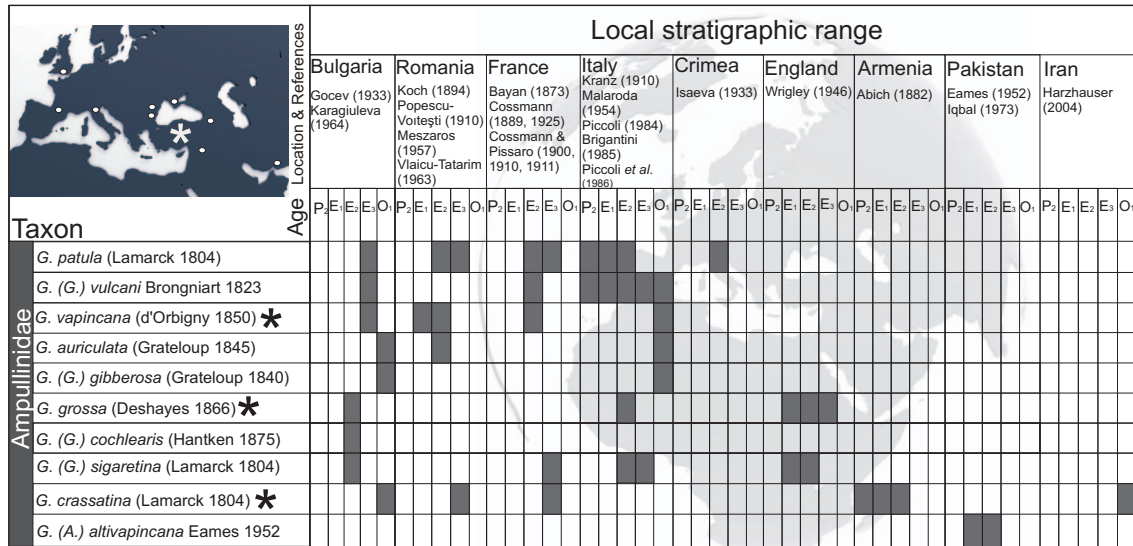 Local stratigraphic range
Location & References
Bulgaria
Gocev (1933)
Karagiuleva
(1964)
Romania
Koch (1894)
Popescu-
Voıteşti (1910)
Meszaros
(1957)
Vlaicu-Tatarim
(1963)
France
Bayan (1873)
Cossmann
(1889, 1925)
Cossmann &
Pissaro (1900,
1910, 1911)
Italy
Kranz (1910)
Malaroda
(1954)
Piccoli (1984)
Brigantini
(1985)
Piccoli et al.
(1986)
Crimea
Isaeva (1933)
England
Wrigley (1946)
Armenia
Abich (1882)
Pakistan
Eames (1952)
Iqbal (1973)
Iran
Harzhauser
(2004)
*
Taxon
Age
P₂ E₁ E₂ E₃ O₁ P₂ E₁ E₂ E₃ O₁ P₂ E₁ E₂ E₃ O₁ P₂ E₁ E₂ E₃ O₁ P₂ E₁ E₂ E₃ O₁ P₂ E₁ E₂ E₃ O₁ P₂ E₁ E₂ E₃ O₁ P₂ E₁ E₂ E₃ O₁ P₂ E₁ E₂ E₃ O₁
Ampullinidae
G. patula (Lamarck 1804)
G. (G.) vulcani Brongniart 1823
G. vapincana (d'Orbigny 1850) *
G. auriculata (Grateloup 1845)
G. (G.) gibberosa (Grateloup 1840)
G. grossa (Deshayes 1866) *
G. (G.) cochlearis (Hantken 1875)
G. (G.) sigaretina (Lamarck 1804)
G. crassatina (Lamarck 1804) *
G. (A.) altivapincana Eames 1952